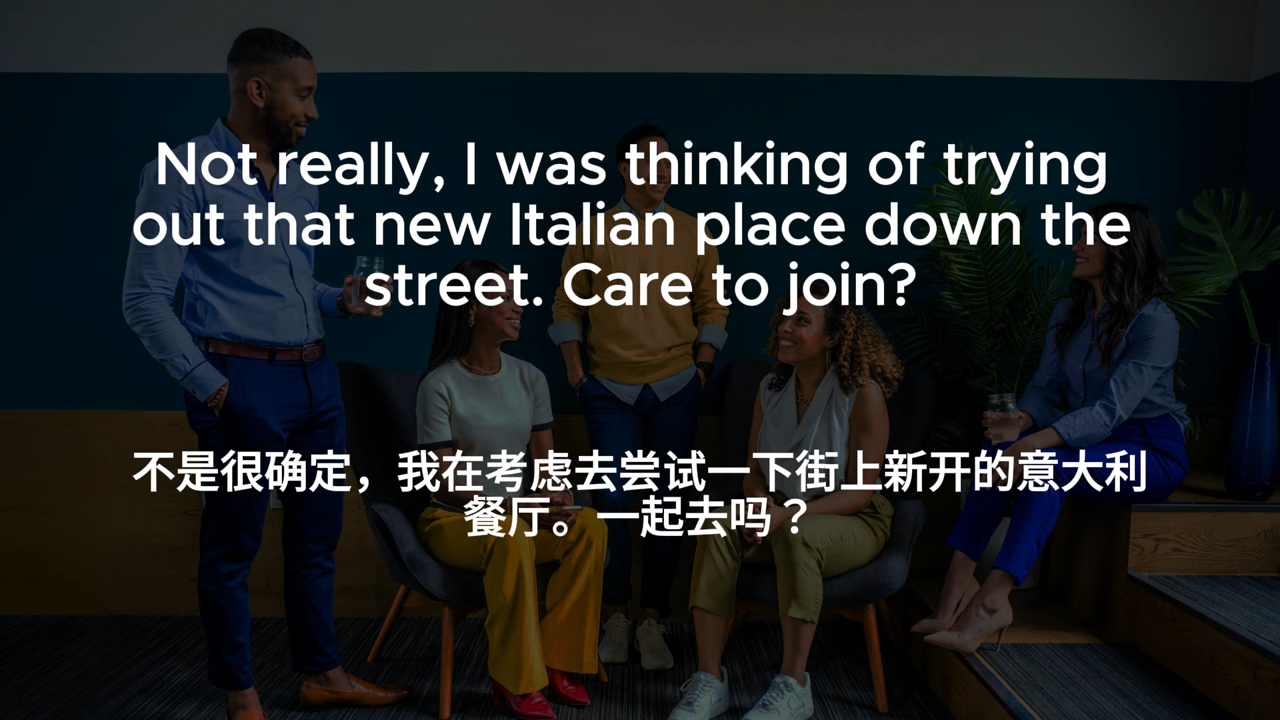 Not really, I was thinking of trying
out that new Italian place down the
street. Care to join?
不是很确定，我在考虑去尝试一下街上新开的意大利
餐厅。一起去吗？